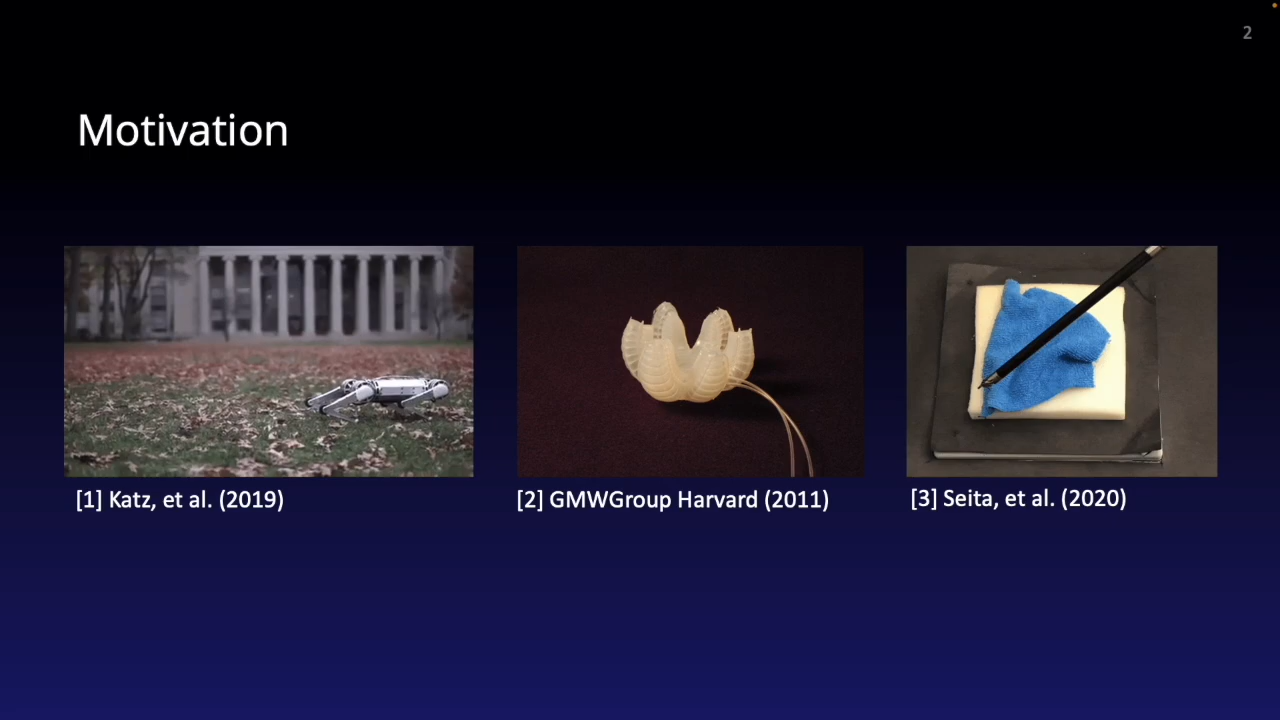 2
Motivation
[1] Katz, et al. (2019)
[2] GMWGroup Harvard (2011)
[3] Seita, et al. (2020)